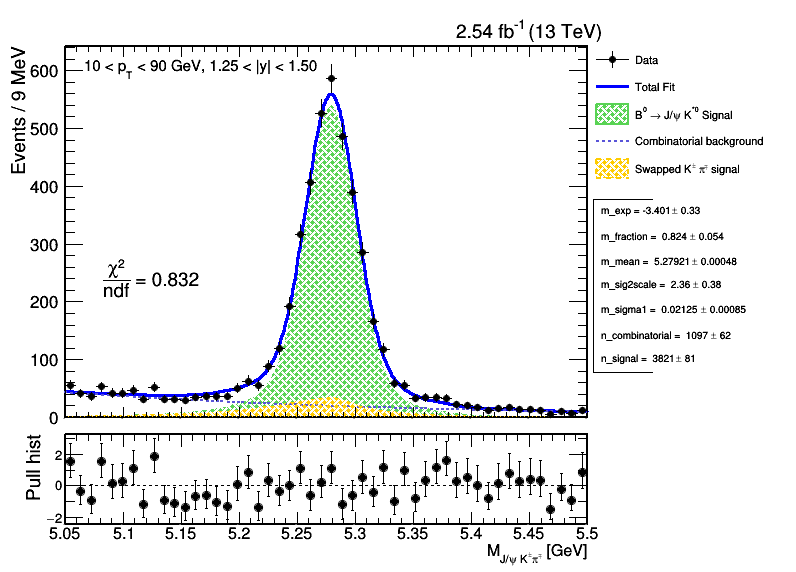 2.54 fb⁻¹ (13 TeV)
Events / 9 MeV
10 < p_T < 90 GeV, 1.25 < |y| < 1.50
600
500
400
300
200
100
0
χ²/ndf = 0.832
Data
Total Fit
B⁰ → J/ψ K*⁰ Signal
Combinatorial background
Swapped K± π∓ signal
m_exp = -3.401 ± 0.33
m_fraction = 0.824 ± 0.054
m_mean = 5.27921 ± 0.00048
m_sig2scale = 2.36 ± 0.38
m_sigma1 = 0.02125 ± 0.00085
n_combinatorial = 1097 ± 62
n_signal = 3821 ± 81
Pull hist
2
0
−2
5.05 5.1 5.15 5.2 5.25 5.3 5.35 5.4 5.45 5.5
M_J/ψ K±π∓ [GeV]